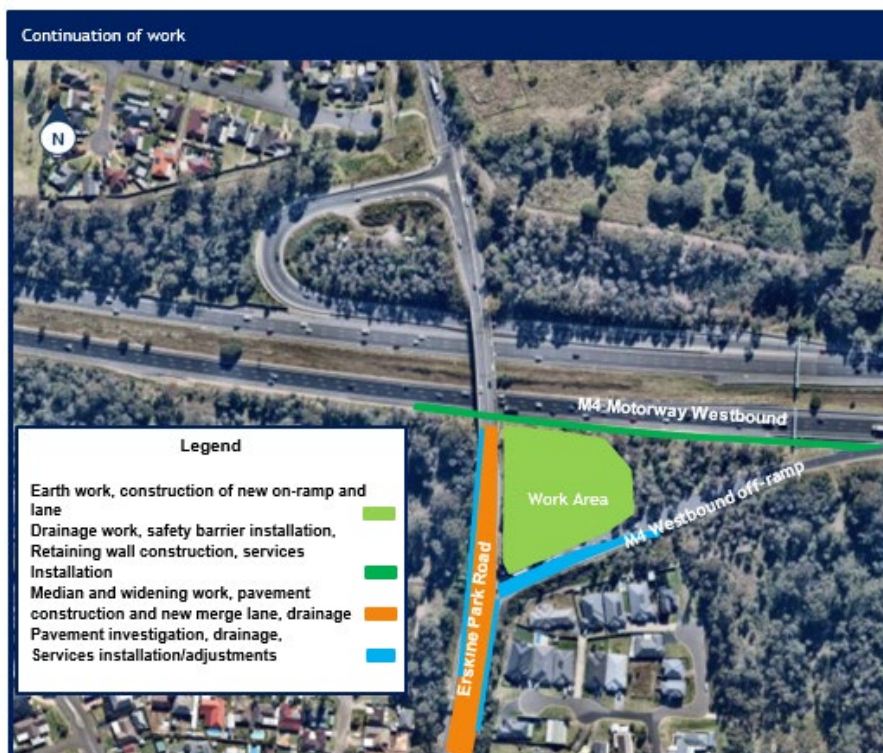 Continuation of work
N
M4 Motorway Westbound
Legend
Earth work, construction of new on-ramp and
lane
Drainage work, safety barrier installation,
Retaining wall construction, services
Installation
Median and widening work, pavement
construction and new merge lane, drainage
Pavement investigation, drainage,
Services installation/adjustments
Work Area
M4 Westbound off-ramp
Erskine Park Road